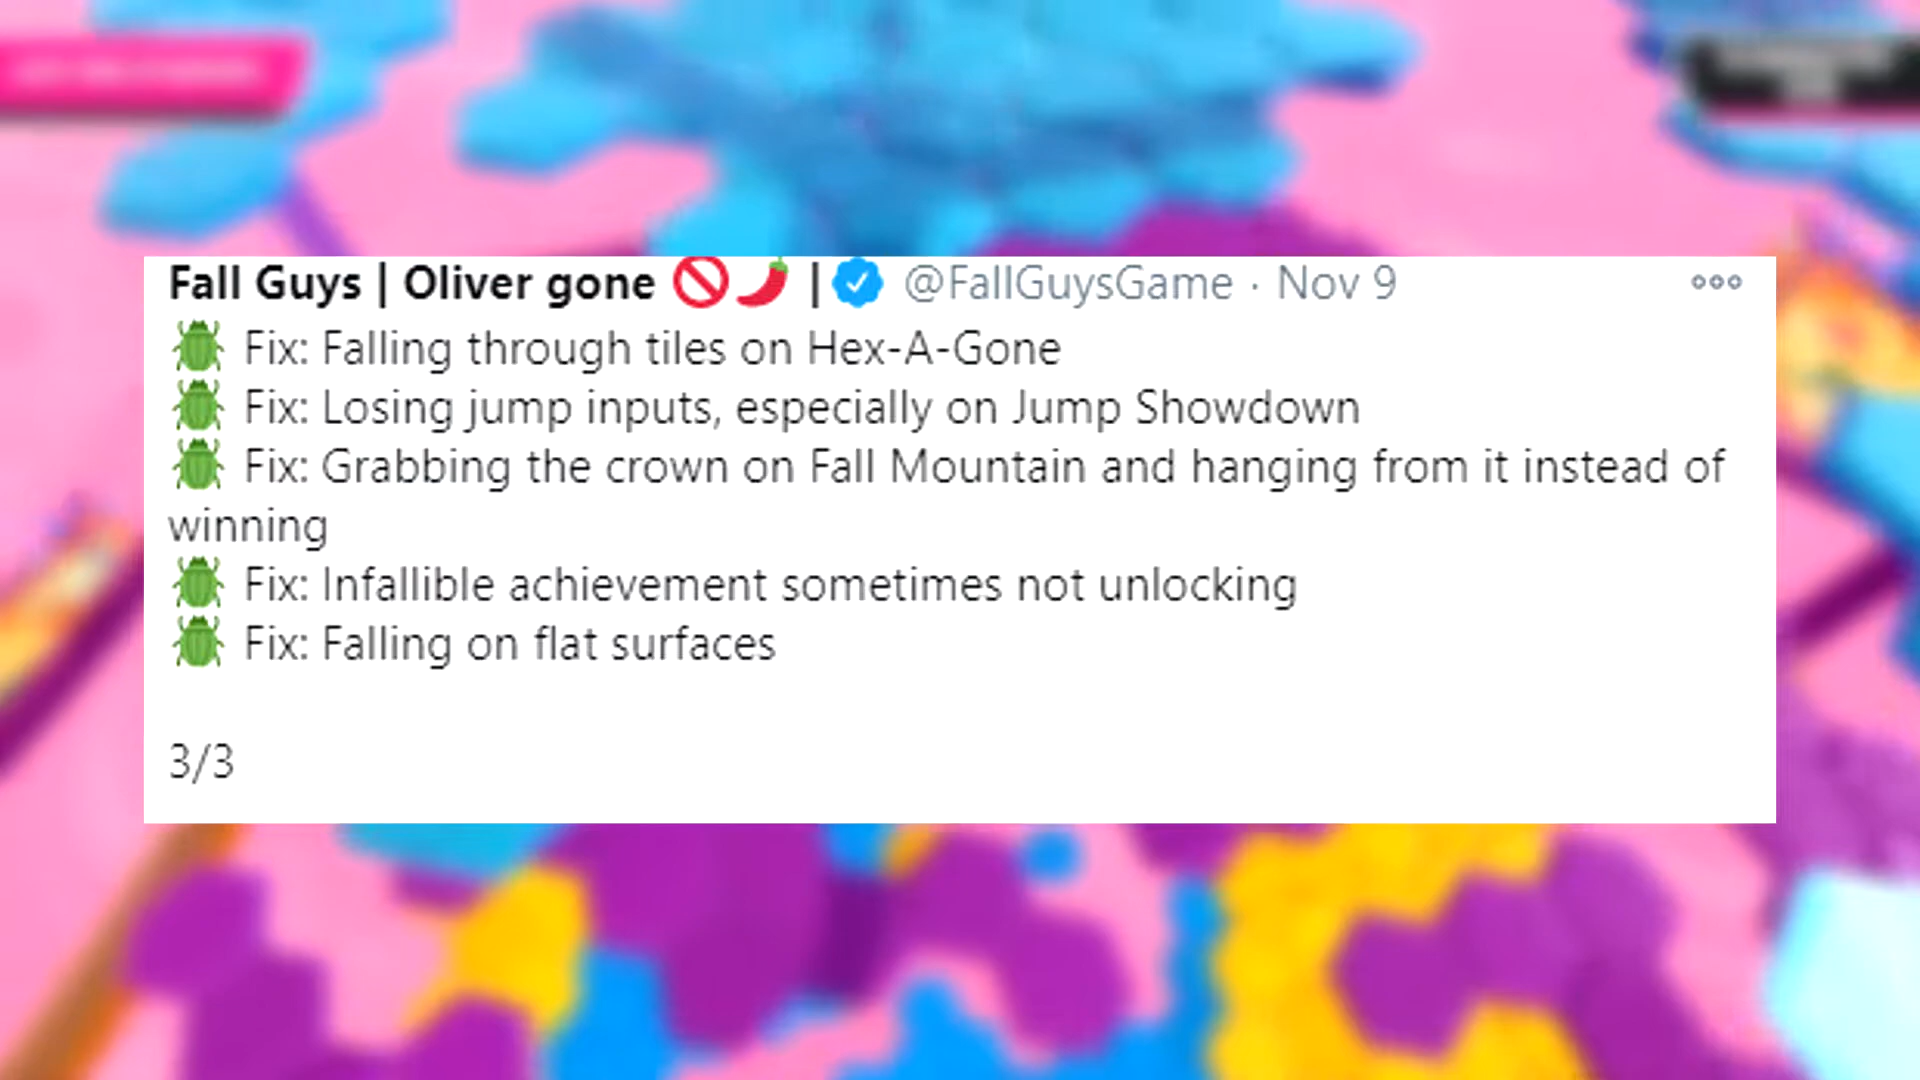 Fall Guys | Oliver gone 🚫🌶️ | @FallGuysGame · Nov 9
🪲 Fix: Falling through tiles on Hex-A-Gone
🪲 Fix: Losing jump inputs, especially on Jump Showdown
🪲 Fix: Grabbing the crown on Fall Mountain and hanging from it instead of
winning
🪲 Fix: Infallible achievement sometimes not unlocking
🪲 Fix: Falling on flat surfaces
3/3